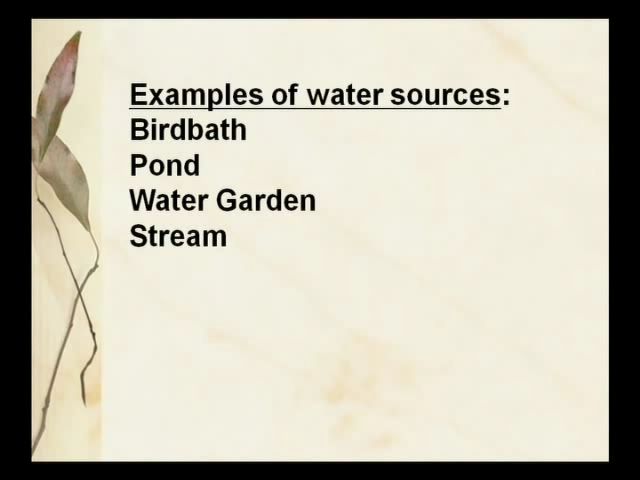 Examples of water sources:
Birdbath
Pond
Water Garden
Stream